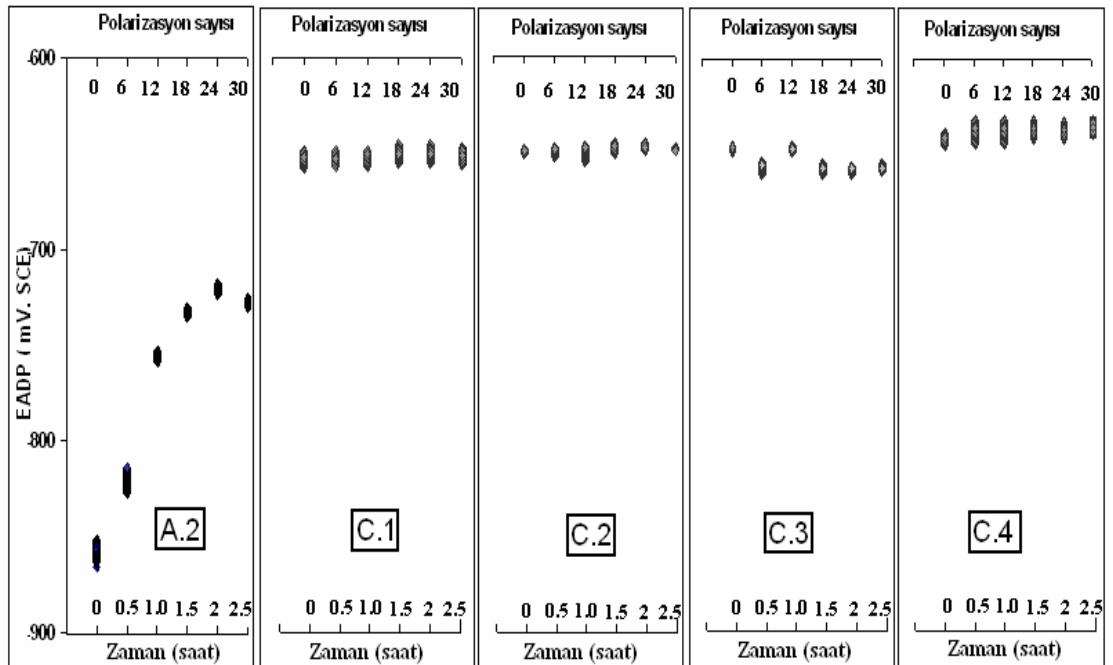 Polarizasyon sayısı Polarizasyon sayısı Polarizasyon sayısı Polarizasyon sayısı Polarizasyon sayısı
-600
0 6 12 18 24 30 0 6 12 18 24 30 0 6 12 18 24 30 0 6 12 18 24 30 0 6 12 18 24 30
-700
EADP ( mV. SCE)
-800
A.2 C.1 C.2 C.3 C.4
0 0.5 1.0 1.5 2 2.5 0 0.5 1.0 1.5 2 2.5 0 0.5 1.0 1.5 2 2.5 0 0.5 1.0 1.5 2 2.5 0 0.5 1.0 1.5 2 2.5
-900
Zaman (saat) Zaman (saat) Zaman (saat) Zaman (saat) Zaman (saat)